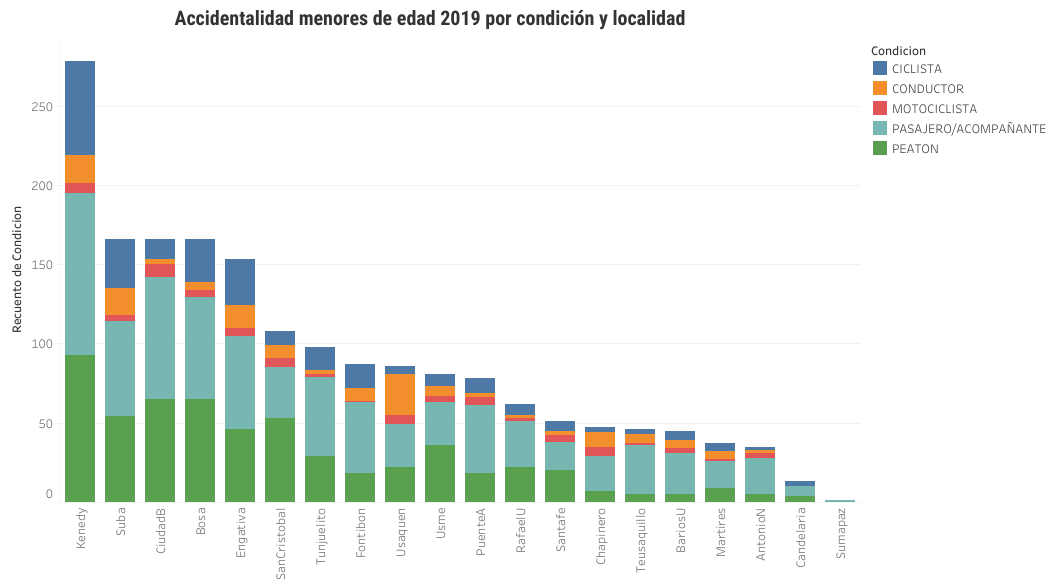 Accidentalidad menores de edad 2019 por condición y localidad
Condicion
CICLISTA
CONDUCTOR
MOTOCICLISTA
PASAJERO/ACOMPAÑANTE
PEATON
Recuento de Condicion
250
200
150
100
50
0
Kenedy
Suba
CiudadB
Bosa
Engativa
SanCristobal
Tunjuelito
Fontibon
Usaquen
Usme
PuenteA
RafaelU
Santafe
Chapinero
Teusaquillo
BariosU
Martires
AntonioN
Candelaria
Sumapaz